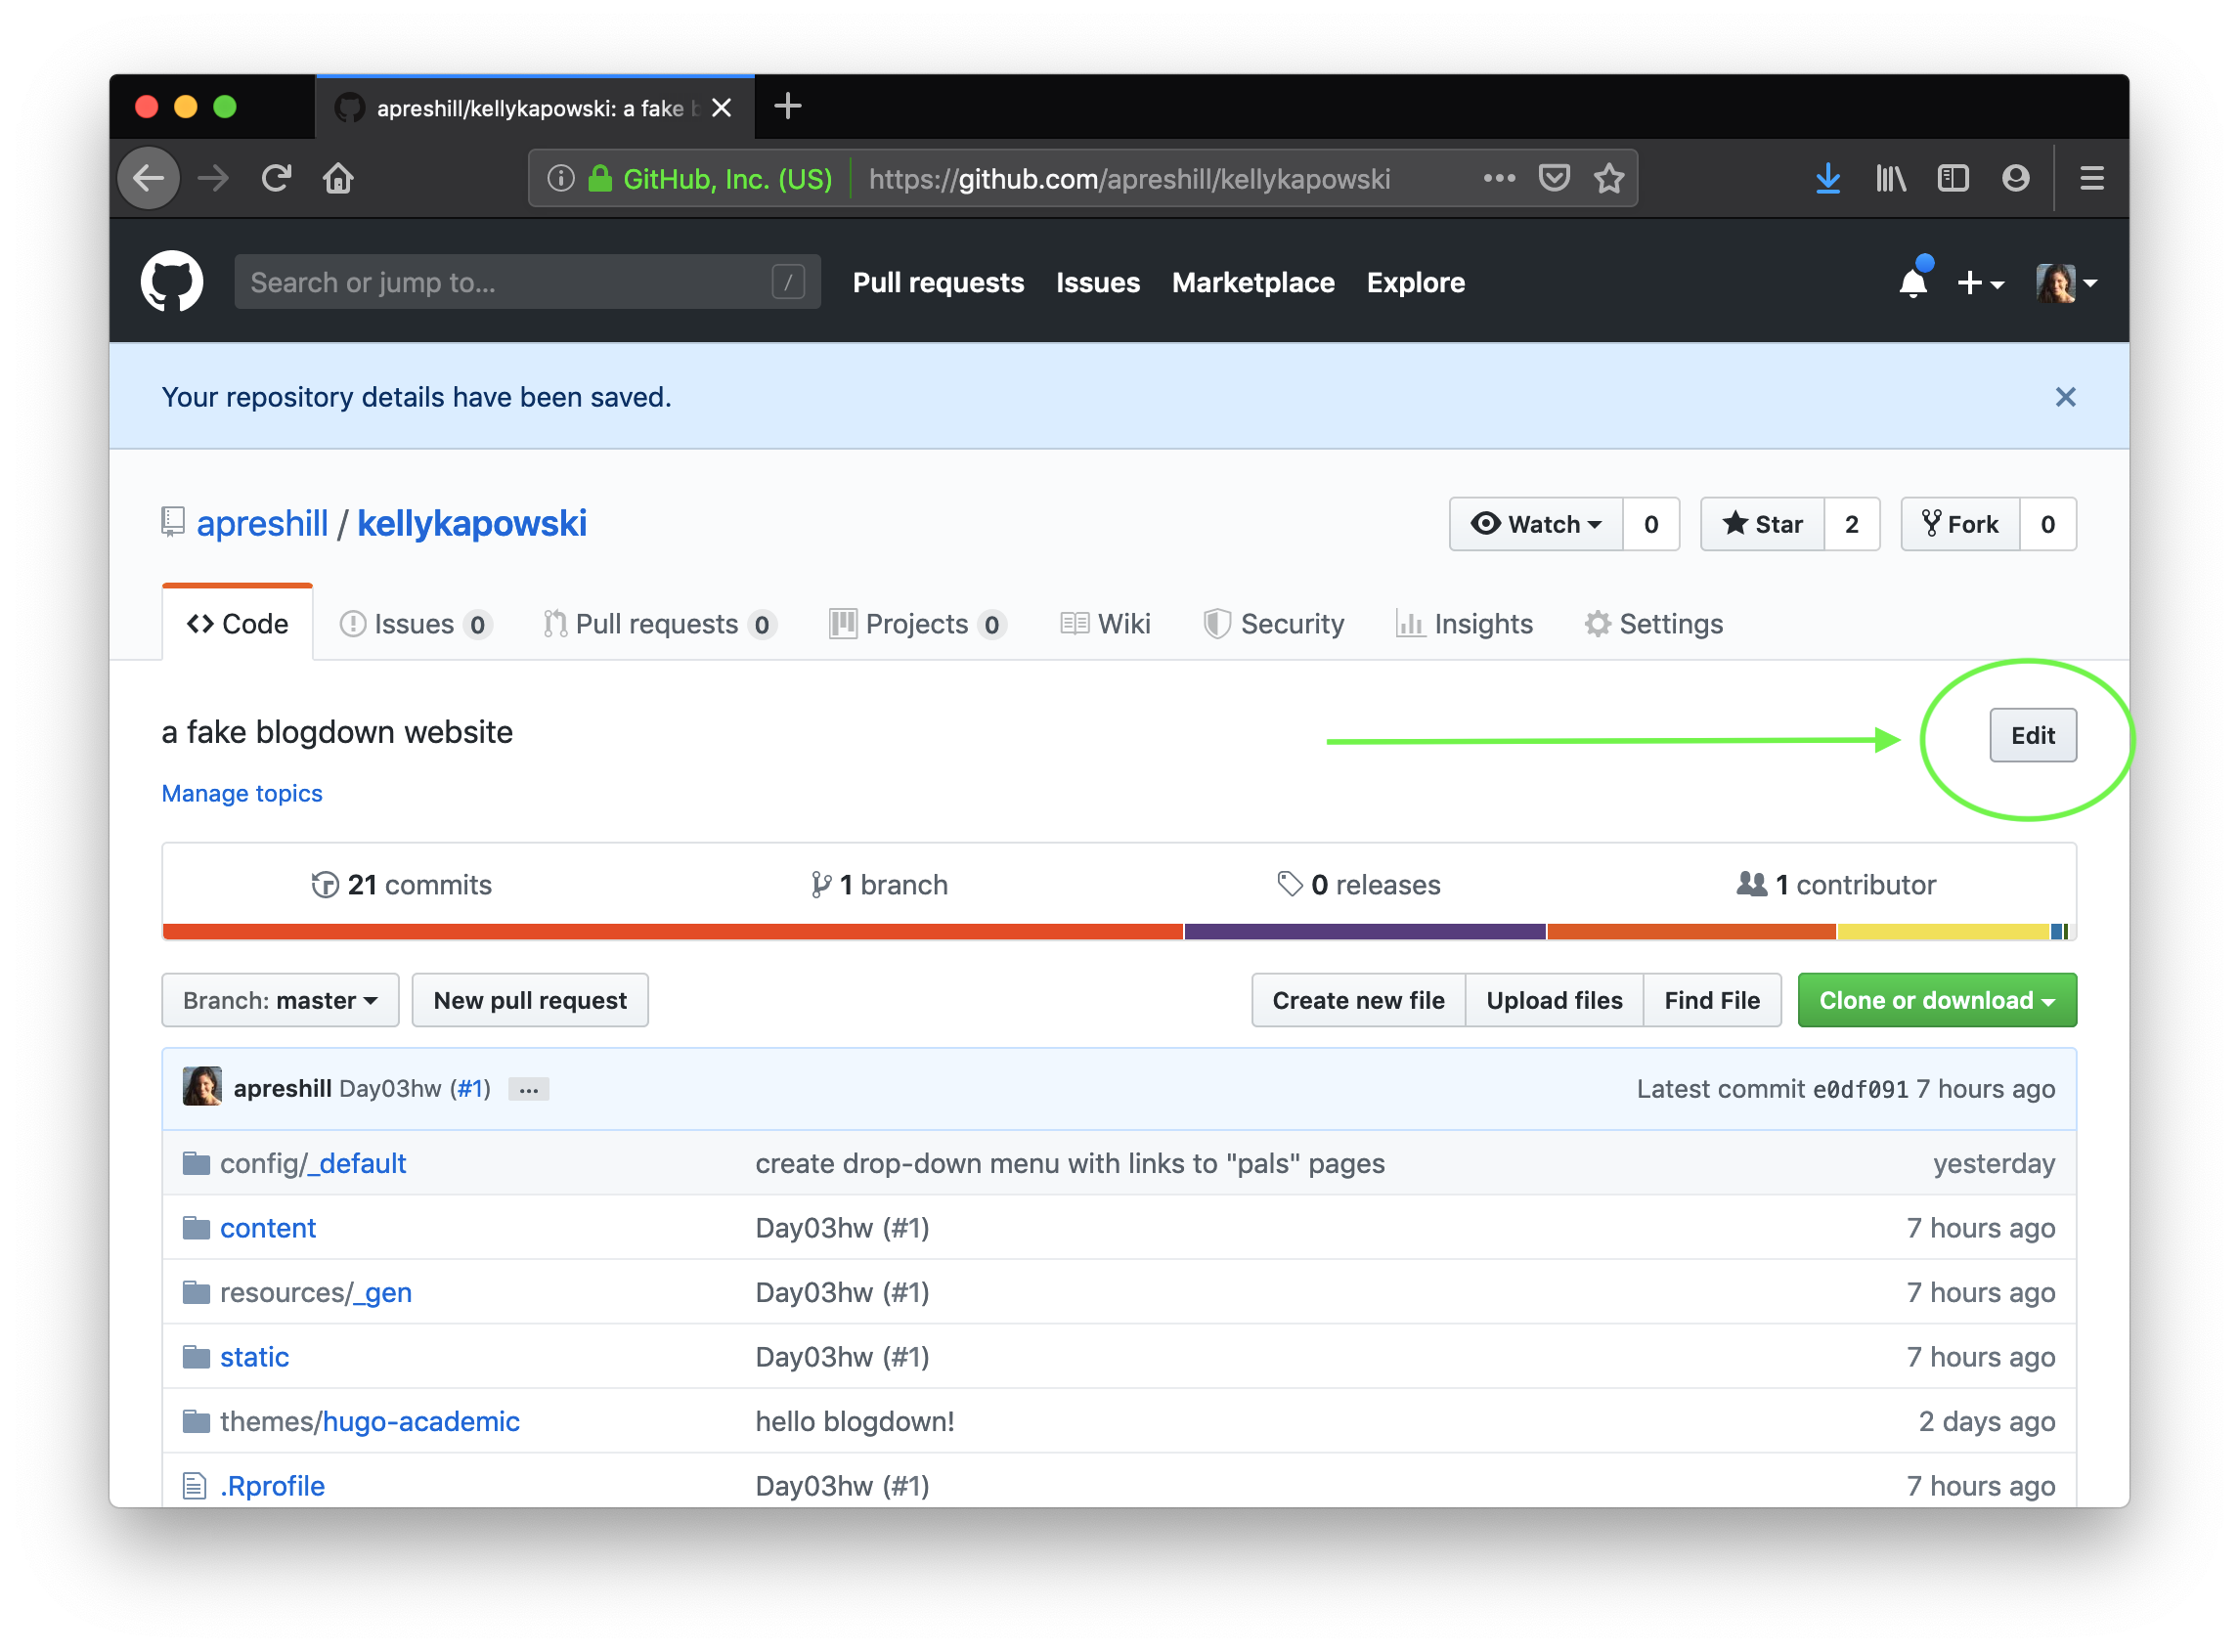 apreshill/kellykapowski: a fake
GitHub, Inc. (US) https://github.com/apreshill/kellykapowski
Search or jump to... / Pull requests Issues Marketplace Explore
Your repository details have been saved.
apreshill / kellykapowski Watch 0 Star 2 Fork 0
Code Issues 0 Pull requests 0 Projects 0 Wiki Security Insights Settings
a fake blogdown website Edit
Manage topics
21 commits 1 branch 0 releases 1 contributor
Branch: master New pull request Create new file Upload files Find File Clone or download
apreshill Day03hw (#1) ... Latest commit e0df091 7 hours ago
config/_default create drop-down menu with links to "pals" pages yesterday
content Day03hw (#1) 7 hours ago
resources/_gen Day03hw (#1) 7 hours ago
static Day03hw (#1) 7 hours ago
themes/hugo-academic hello blogdown! 2 days ago
.Rprofile Day03hw (#1) 7 hours ago